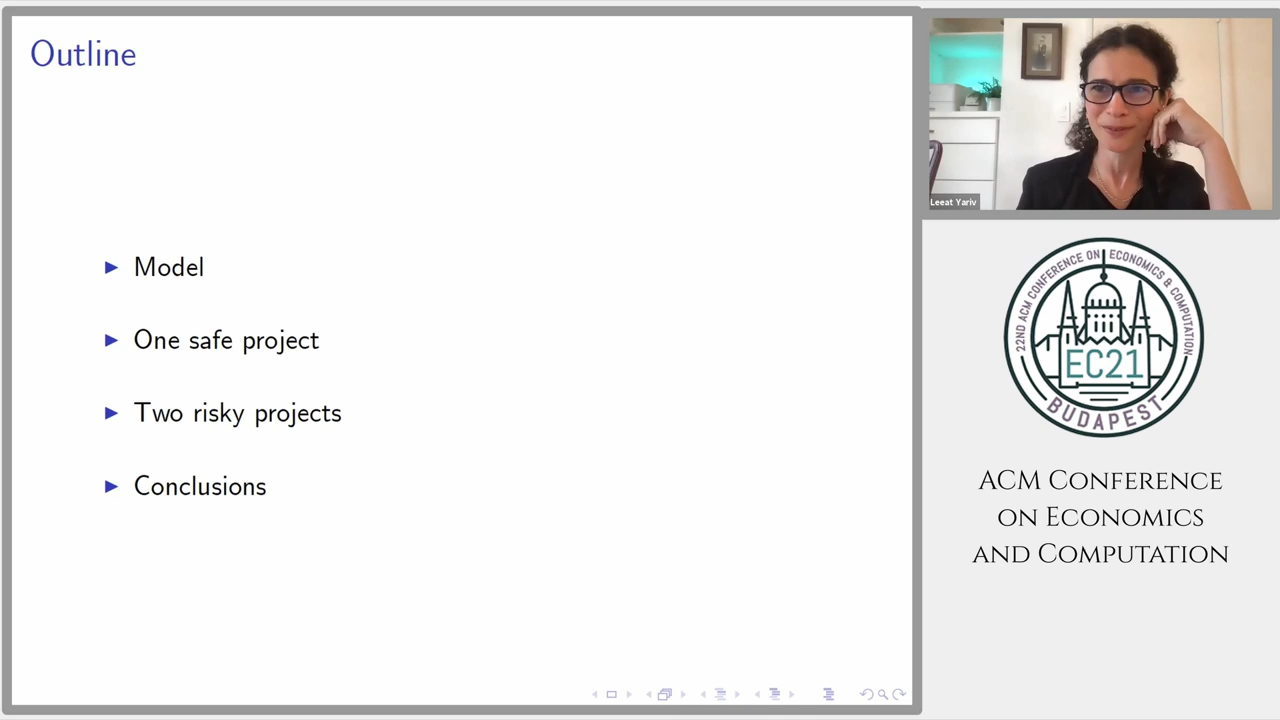 Outline
Model
One safe project
Two risky projects
Conclusions
Leeat Yariv
22ND ACM CONFERENCE ON ECONOMICS & COMPUTATION
EC21
BUDAPEST
ACM Conference
on Economics
and Computation